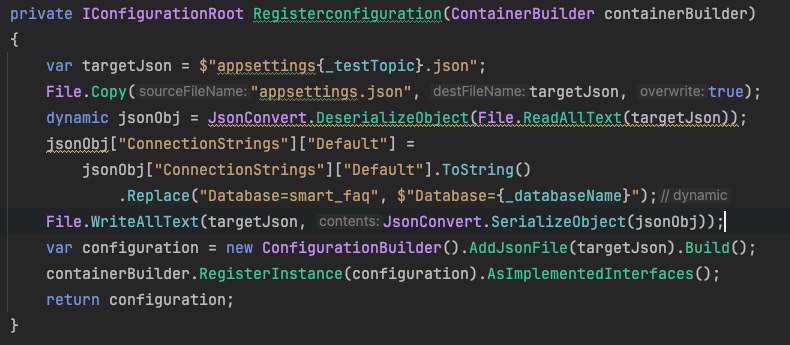 private IConfigurationRoot Registerconfiguration(ContainerBuilder containerBuilder)
{
    var targetJson = $"appsettings{_testTopic}.json";
    File.Copy(sourceFileName:"appsettings.json", destFileName:targetJson, overwrite:true);
    dynamic jsonObj = JsonConvert.DeserializeObject(File.ReadAllText(targetJson));
    jsonObj["ConnectionStrings"]["Default"] =
        jsonObj["ConnectionStrings"]["Default"].ToString()
            .Replace("Database=smart_faq", $"Database={_databaseName}"); // dynamic
    File.WriteAllText(targetJson, contents:JsonConvert.SerializeObject(jsonObj));
    var configuration = new ConfigurationBuilder().AddJsonFile(targetJson).Build();
    containerBuilder.RegisterInstance(configuration).AsImplementedInterfaces();
    return configuration;
}